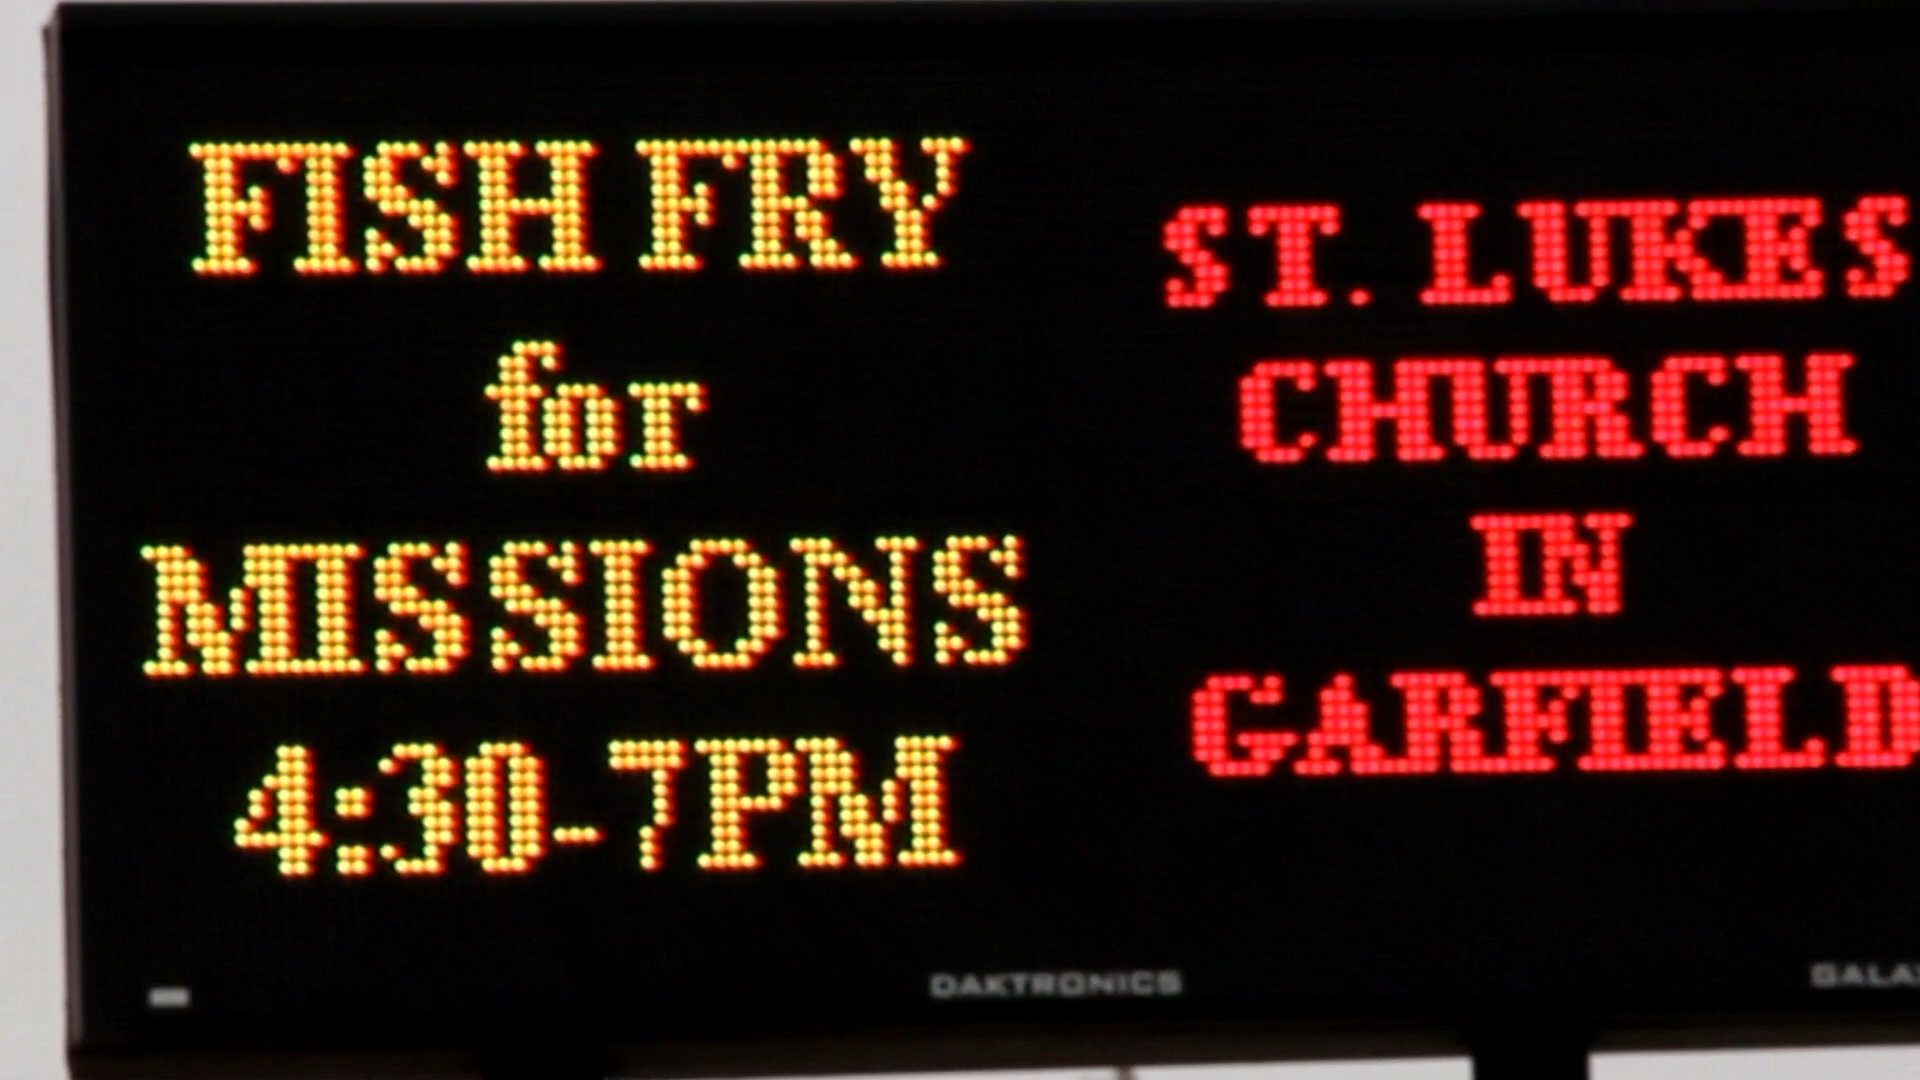 FISH FRY
for
MISSIONS
4:30-7PM
ST. LUKES
CHURCH
IN
GARFIELD
DAKTRONICS